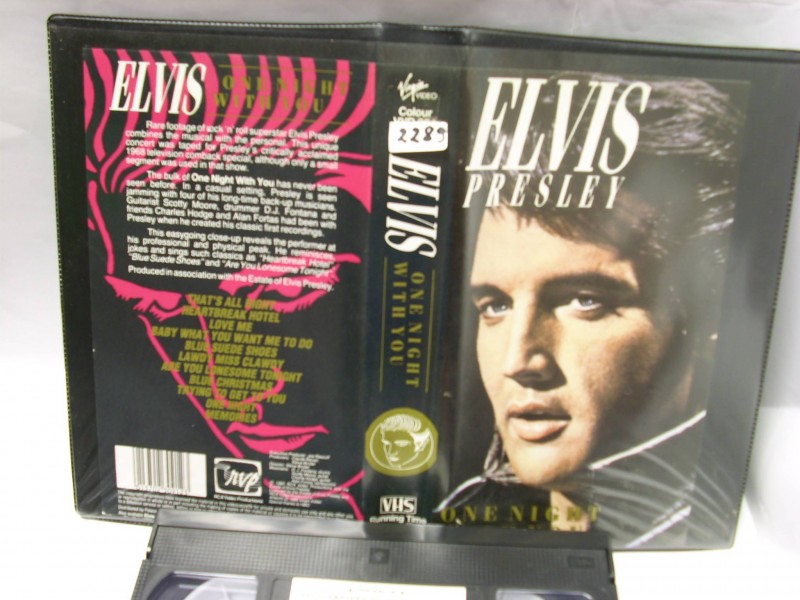 ELVIS
ONE NIGHT
WITH YOU
Rare footage of rock 'n' roll superstar Elvis Presley
combines the musical with the personal. This unique
concert was taped for Presley's critically acclaimed
1968 television comback special, although only a small
segment was used in that show.
The bulk of One Night With You has never been
seen before. In a casual setting, Presley is seen
jamming with four of his long-time back-up musicians.
Guitarist Scotty Moore, drummer D.J. Fontana and
friends Charles Hodge and Alan Fortas had been with
Presley when he created his classic first recordings.
This easygoing close-up reveals the performer at
his professional and physical peak. He reminisces,
jokes and sings such classics as "Heartbreak Hotel",
"Blue Suede Shoes" and "Are You Lonesome Tonight".
Produced in association with the Estate of Elvis Presley.
THAT'S ALL RIGHT
HEARTBREAK HOTEL
LOVE ME
BABY WHAT YOU WANT ME TO DO
BLUE SUEDE SHOES
LAWDY MISS CLAWDY
ARE YOU LONESOME TONIGHT
BLUE CHRISTMAS
TRYING TO GET TO YOU
ONE NIGHT
MEMORIES
rvp
Virgin
VIDEO
Colour
2289
ELVIS
ONE NIGHT
WITH YOU
VHS
Running Time
ELVIS
PRESLEY
ONE NIGHT